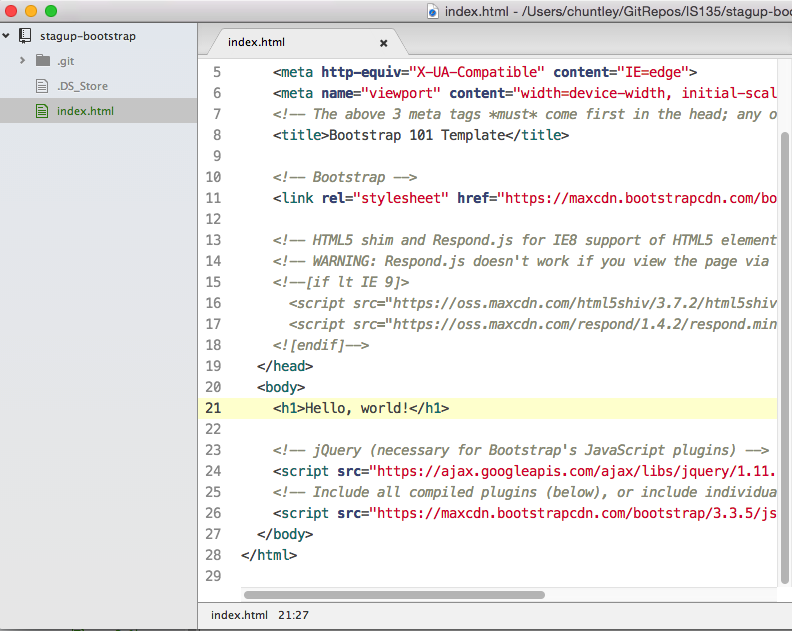 index.html - /Users/chuntley/GitRepos/IS135/stagup-boo
stagup-bootstrap
.git
.DS_Store
index.html
index.html
5 <meta http-equiv="X-UA-Compatible" content="IE=edge">
6 <meta name="viewport" content="width=device-width, initial-scal
7 <!-- The above 3 meta tags *must* come first in the head; any o
8 <title>Bootstrap 101 Template</title>
9
10 <!-- Bootstrap -->
11 <link rel="stylesheet" href="https://maxcdn.bootstrapcdn.com/bo
12
13 <!-- HTML5 shim and Respond.js for IE8 support of HTML5 element
14 <!-- WARNING: Respond.js doesn't work if you view the page via
15 <!--[if lt IE 9]>
16 <script src="https://oss.maxcdn.com/html5shiv/3.7.2/html5shiv
17 <script src="https://oss.maxcdn.com/respond/1.4.2/respond.min
18 <![endif]-->
19 </head>
20 <body>
21 <h1>Hello, world!</h1>
22
23 <!-- jQuery (necessary for Bootstrap's JavaScript plugins) -->
24 <script src="https://ajax.googleapis.com/ajax/libs/jquery/1.11.
25 <!-- Include all compiled plugins (below), or include individua
26 <script src="https://maxcdn.bootstrapcdn.com/bootstrap/3.3.5/js
27 </body>
28 </html>
29
index.html 21:27